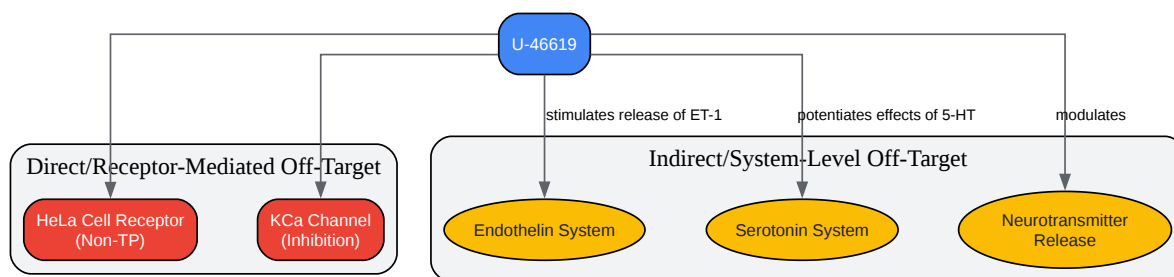 U-46619
stimulates release of ET-1
potentiates effects of 5-HT
modulates
Direct/Receptor-Mediated Off-Target
Indirect/System-Level Off-Target
HeLa Cell Receptor
(Non-TP)
KCa Channel
(Inhibition)
Endothelin System
Serotonin System
Neurotransmitter
Release